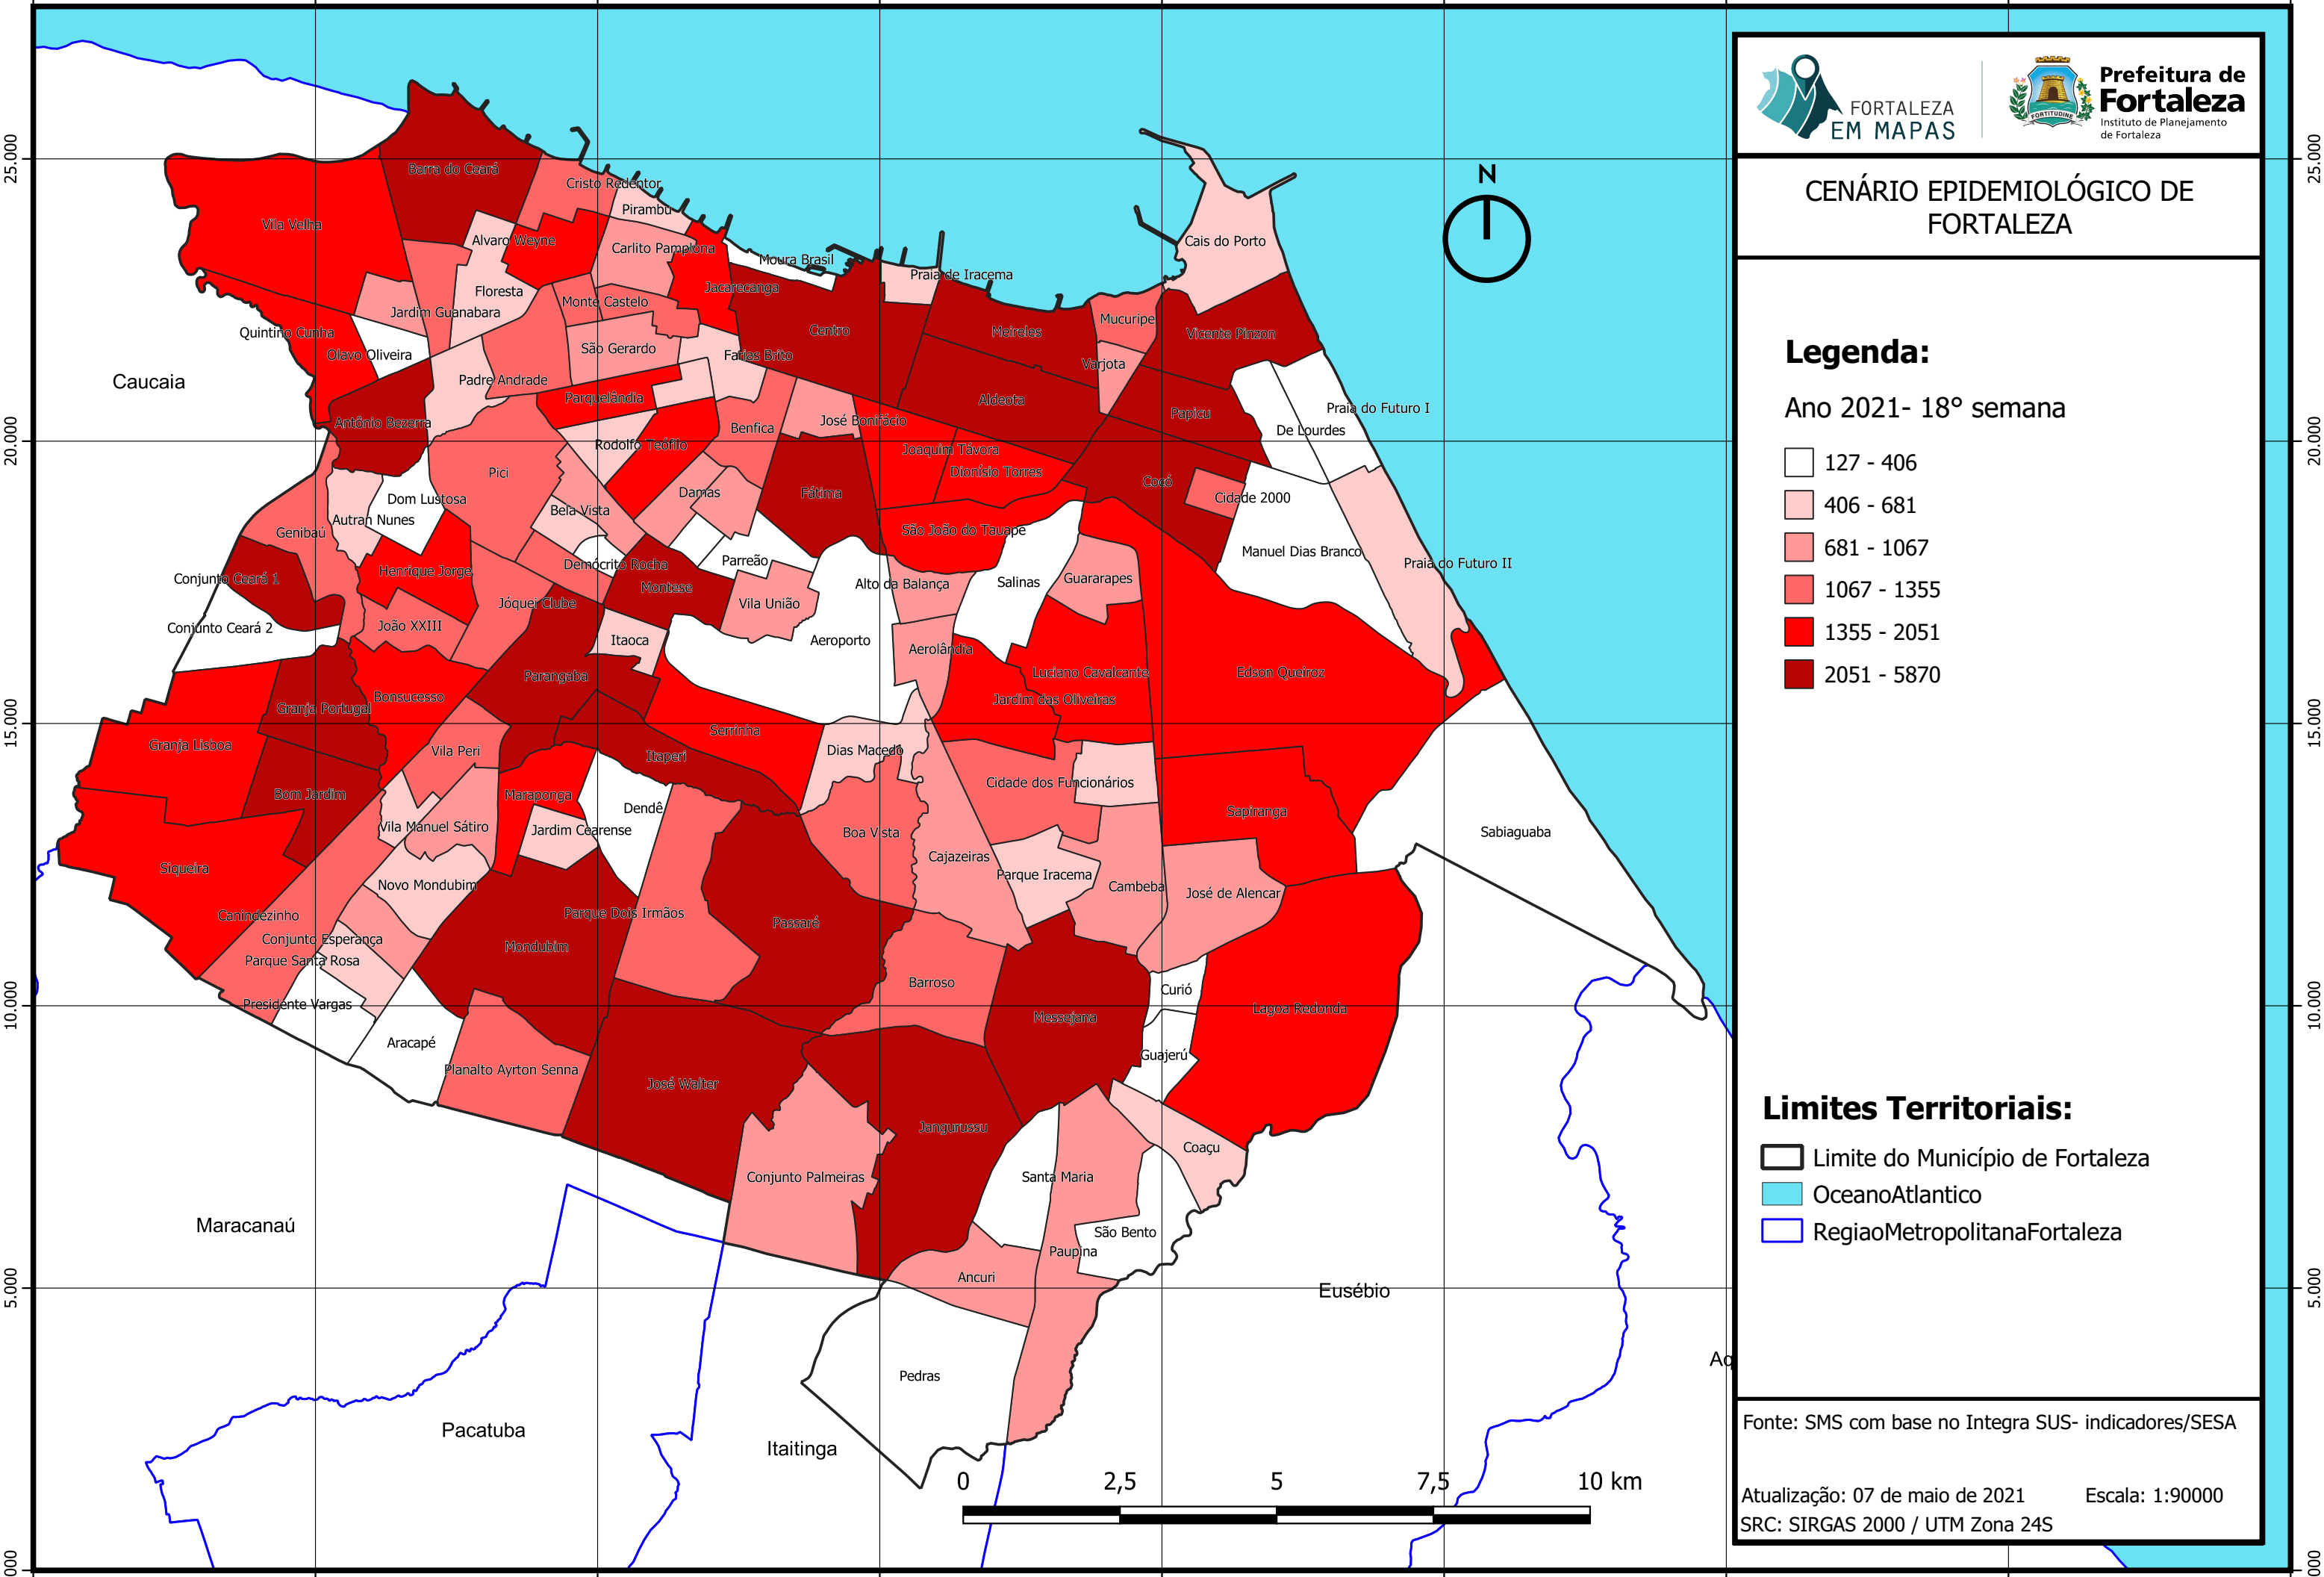 FORTALEZA
EM MAPAS
FORTITUDINE
Prefeitura de
Fortaleza
Instituto de Planejamento
de Fortaleza
CENÁRIO EPIDEMIOLÓGICO DE
FORTALEZA
Legenda:
Ano 2021- 18° semana
127 - 406
406 - 681
681 - 1067
1067 - 1355
1355 - 2051
2051 - 5870
Limites Territoriais:
Limite do Município de Fortaleza
OceanoAtlantico
RegiaoMetropolitanaFortaleza
Fonte: SMS com base no Integra SUS- indicadores/SESA
Atualização: 07 de maio de 2021
Escala: 1:90000
SRC: SIRGAS 2000 / UTM Zona 24S
N
25.000
20.000
15.000
10.000
5.000
000
25.000
20.000
15.000
10.000
5.000
000
0
2,5
5
7,5
10 km
Barra do Ceará
Cristo Redentor
Pirambu
Vila Velha
Alvaro Weyne
Carlito Pamplona
Cais do Porto
Moura Brasil
Praia de Iracema
Jacarecanga
Floresta
Monte Castelo
Jardim Guanabara
Mucuripe
Quintino Cunha
Centro
Meireles
Vicente Pinzon
Olavo Oliveira
São Gerardo
Farias Brito
Varjota
Caucaia
Padre Andrade
Parquelândia
Aldeota
Praia do Futuro I
Papicu
Antônio Bezerra
Benfica
José Bonifácio
De Lourdes
Rodolfo Teófilo
Joaquim Távora
Pici
Dionísio Torres
Cocó
Dom Lustosa
Damas
Fátima
Cidade 2000
Bela Vista
Autran Nunes
Genibaú
São João do Tauape
Manuel Dias Branco
Demócrito Rocha
Parreão
Praia do Futuro II
Henrique Jorge
Conjunto Ceará 1
Montese
Alto da Balança
Salinas
Guararapes
Jóquei Clube
Vila União
Conjunto Ceará 2
João XXIII
Itaoca
Aeroporto
Aerolândia
Parangaba
Luciano Cavalcante
Edson Queiroz
Bonsucesso
Jardim das Oliveiras
Granja Portugal
Serrinha
Granja Lisboa
Vila Peri
Itaperi
Dias Macedo
Cidade dos Funcionários
Bom Jardim
Maraponga
Dendê
Sapiranga
Vila Manuel Sátiro
Jardim Cearense
Boa Vista
Sabiaguaba
Cajazeiras
Siqueira
Parque Iracema
Novo Mondubim
Cambeba
José de Alencar
Canindezinho
Parque Dois Irmãos
Passaré
Conjunto Esperança
Mondubim
Parque Santa Rosa
Barroso
Curió
Presidente Vargas
Messejana
Lagoa Redonda
Aracapé
Guajerú
Planalto Ayrton Senna
José Walter
Jangurussu
Coaçu
Conjunto Palmeiras
Santa Maria
Maracanaú
São Bento
Paupina
Ancuri
Eusébio
Aq
Pedras
Pacatuba
Itaitinga